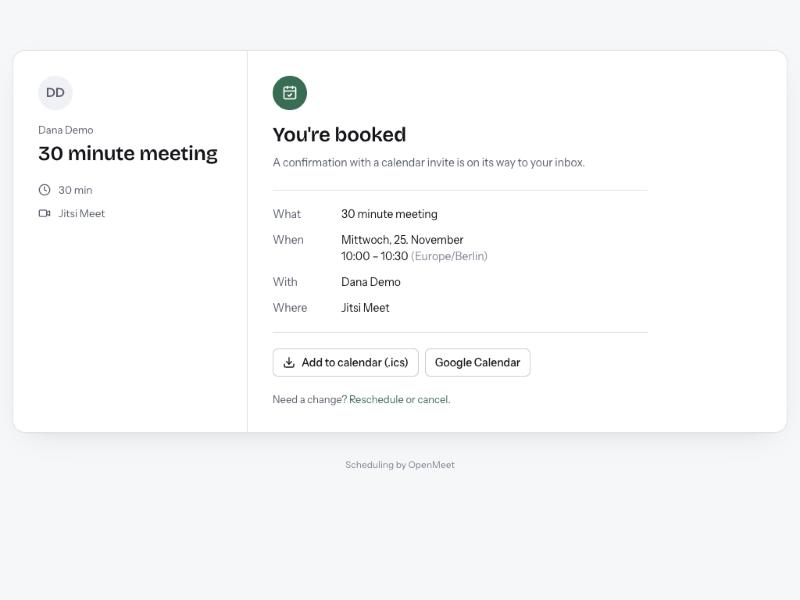 DD
Dana Demo
30 minute meeting
30 min
Jitsi Meet
You're booked
A confirmation with a calendar invite is on its way to your inbox.
What 30 minute meeting
When Mittwoch, 25. November
10:00 – 10:30 (Europe/Berlin)
With Dana Demo
Where Jitsi Meet
Add to calendar (.ics) Google Calendar
Need a change? Reschedule or cancel.
Scheduling by OpenMeet